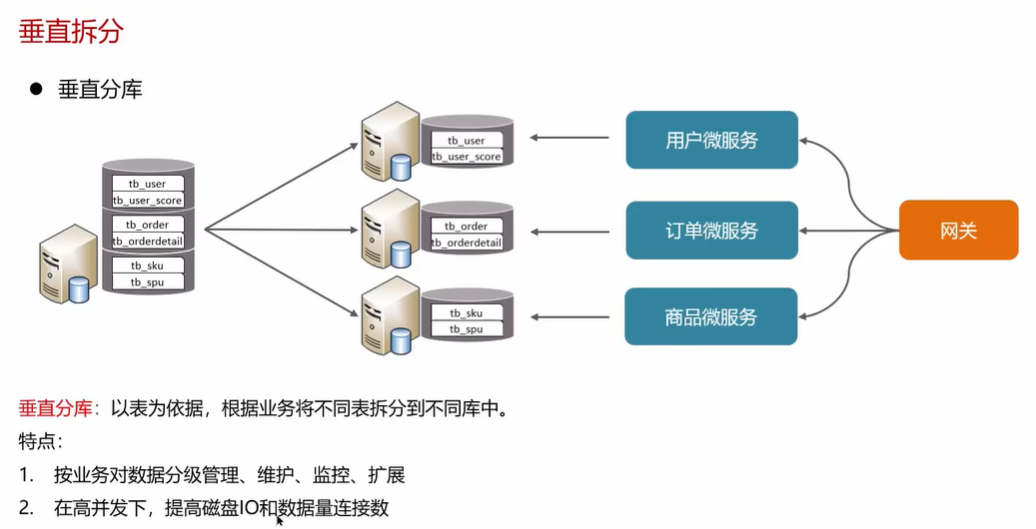 垂直拆分
● 垂直分库
tb_user
tb_user_score
tb_order
tb_orderdetail
tb_sku
tb_spu
tb_user
tb_user_score
tb_order
tb_orderdetail
tb_sku
tb_spu
用户微服务
订单微服务
商品微服务
网关
垂直分库：以表为依据，根据业务将不同表拆分到不同库中。
特点：
1. 按业务对数据分级管理、维护、监控、扩展
2. 在高并发下，提高磁盘IO和数据量连接数